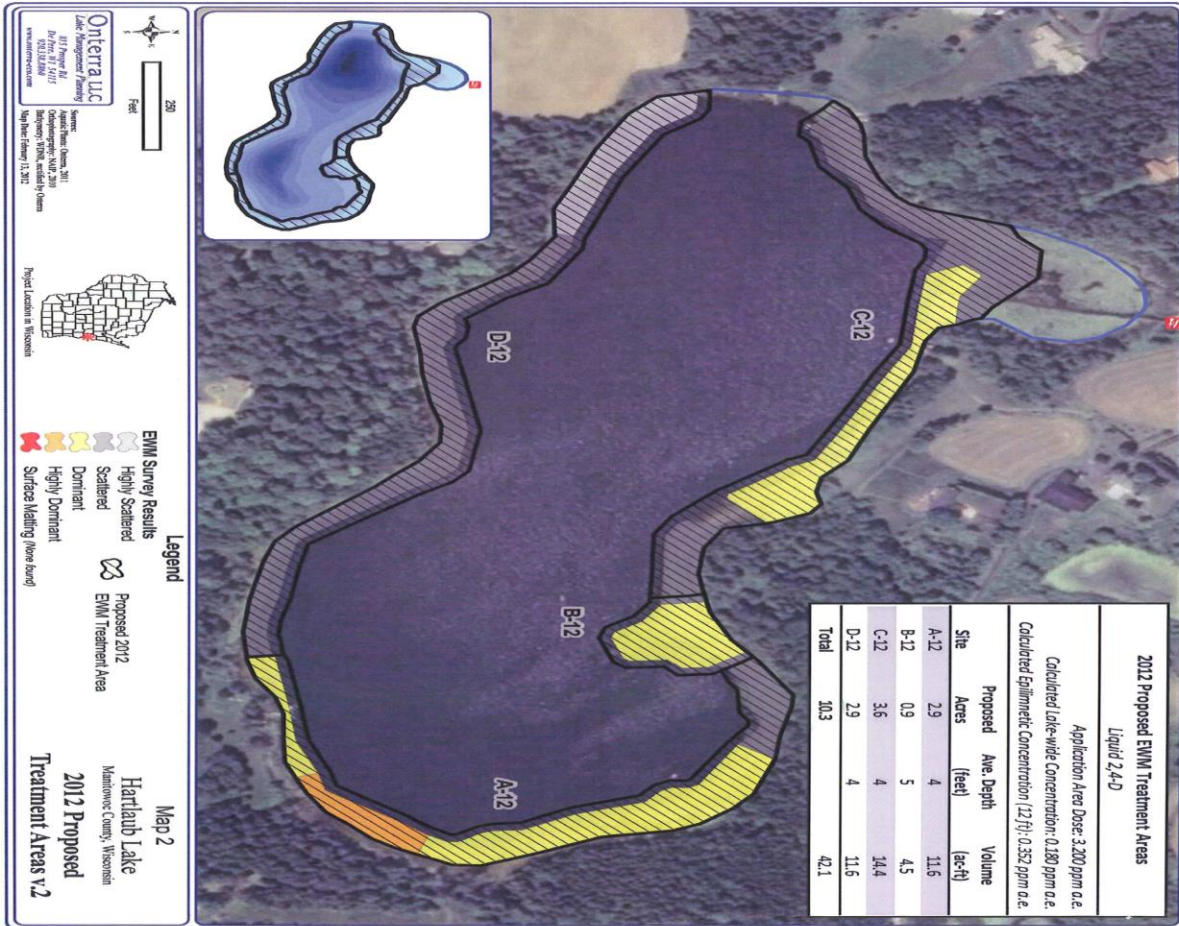 2012 Proposed EWM Treatment Areas
Liquid 2,4-D
Application Area Dose: 3.200 ppm a.e.
Calculated Lake-wide Concentration: 0.180 ppm a.e.
Calculated Epilimnetic Concentration (12 ft): 0.352 ppm a.e.
Site Proposed Acres Ave. Depth (feet) Volume (ac-ft)
A-12 2.9 4 11.6
B-12 0.9 5 4.5
C-12 3.6 4 14.4
D-12 2.9 4 11.6
Total 10.3 42.1
C-12
D-12
B-12
A-12
N
E
S
W
250
Feet
Onterra LLC
Lake Management Planning
815 Prosper Rd
De Pere, WI 54115
920.338.8860
www.onterra-eco.com
Sources:
Aquatic Plants: Onterra, 2011
Orthophotography: NAIP, 2010
Bathymetry: WDNR, rectified by Onterra
Map Date: February 13, 2012
Project Location in Wisconsin
Legend
EWM Survey Results
Highly Scattered
Scattered
Dominant
Highly Dominant
Surface Matting (None found)
Proposed 2012
EWM Treatment Area
Map 2
Hartlaub Lake
Manitowoc County, Wisconsin
2012 Proposed
Treatment Areas v.2